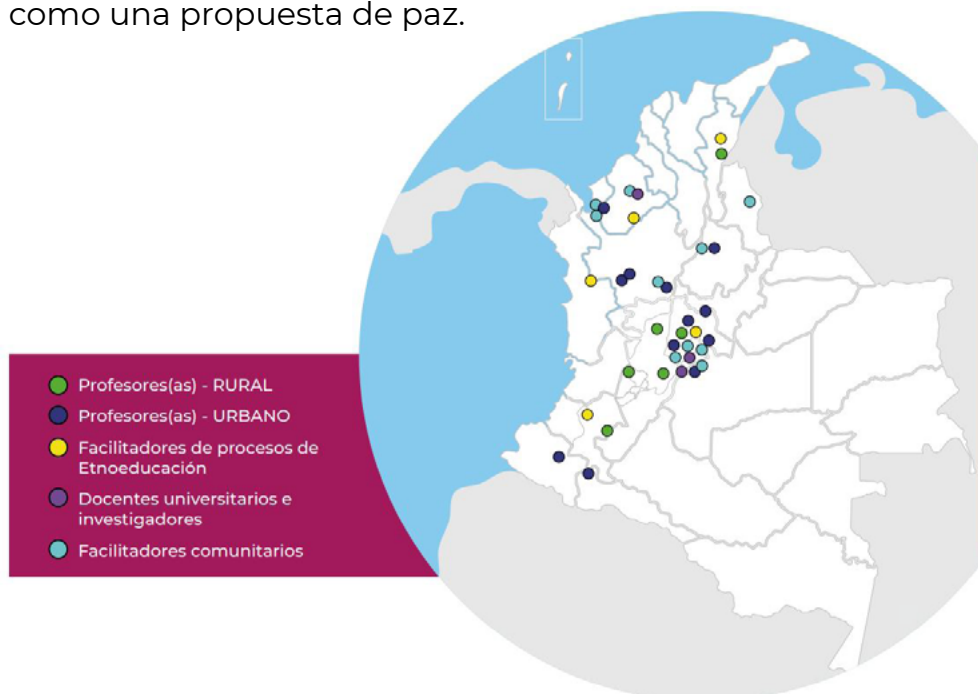 como una propuesta de paz.
Profesores(as) - RURAL
Profesores(as) - URBANO
Facilitadores de procesos de
Etnoeducación
Docentes universitarios e
investigadores
Facilitadores comunitarios